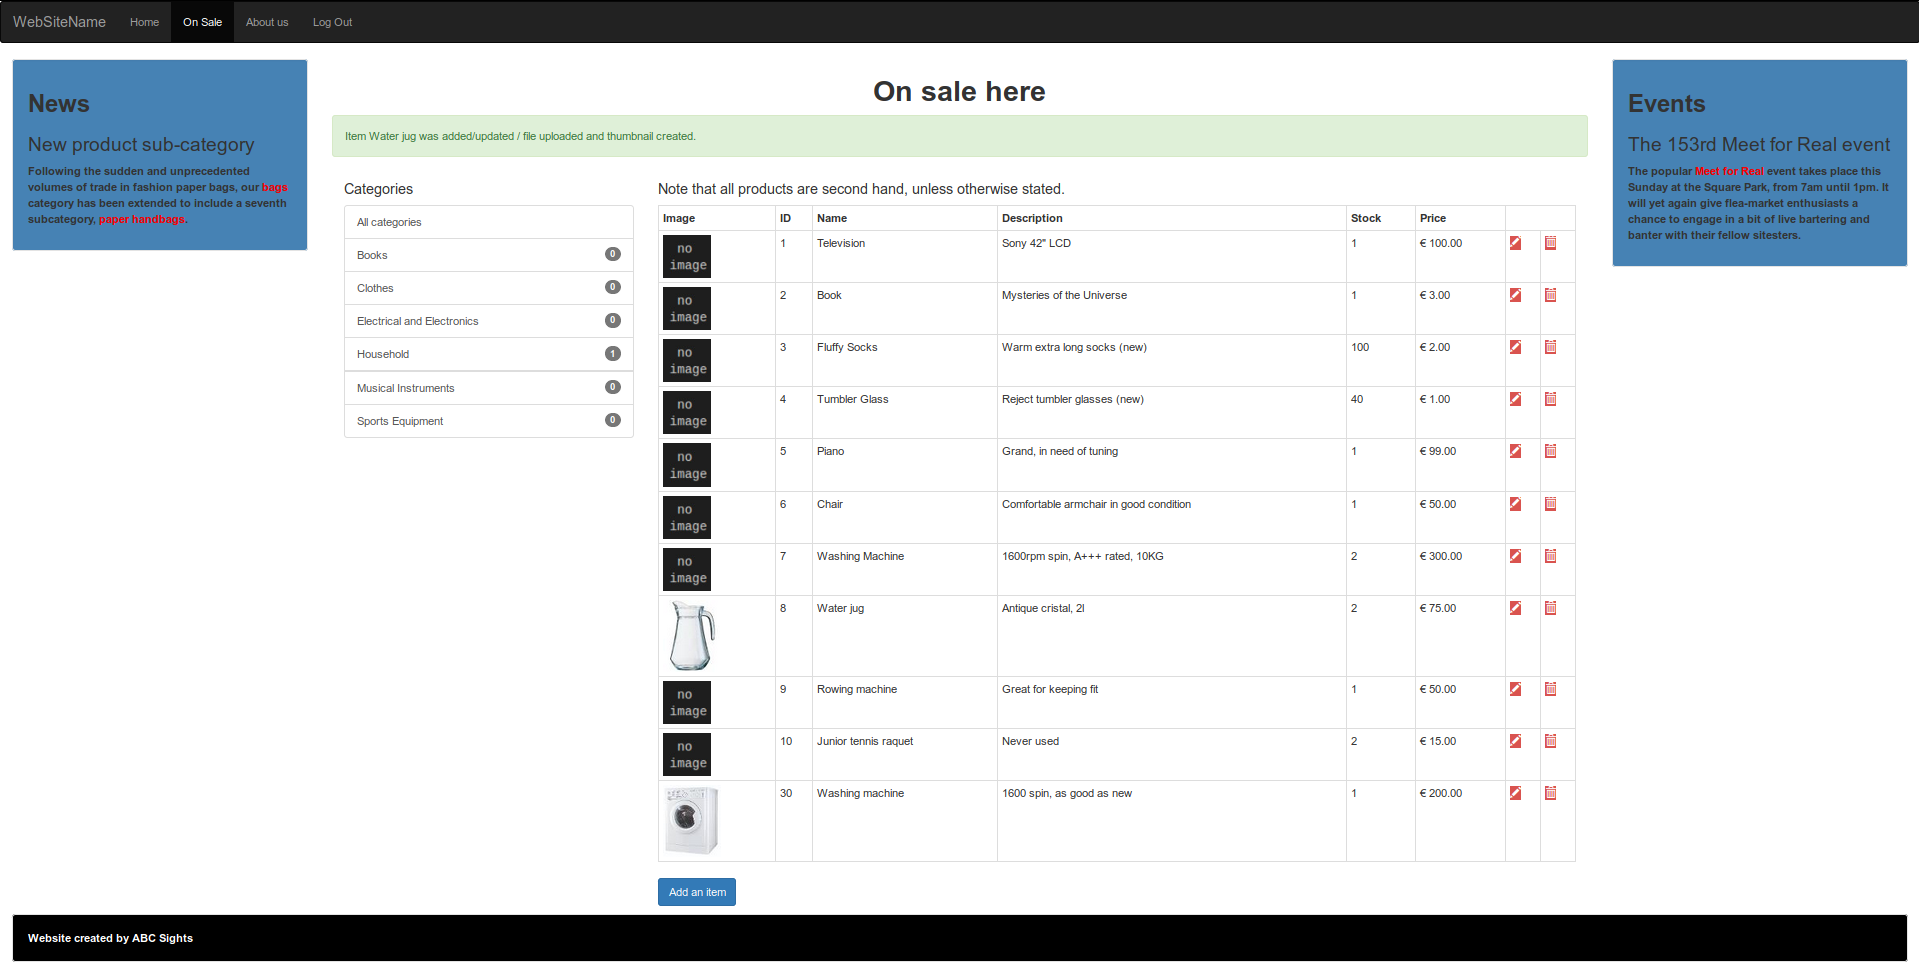 WebSiteName Home On Sale About us Log Out
News
New product sub-category
Following the sudden and unprecedented
volumes of trade in fashion paper bags, our bags
category has been extended to include a seventh
subcategory, paper handbags.
On sale here
Item Water jug was added/updated / file uploaded and thumbnail created.
Categories
All categories
Books 0
Clothes 0
Electrical and Electronics 0
Household 1
Musical Instruments 0
Sports Equipment 0
Note that all products are second hand, unless otherwise stated.
Image ID Name Description Stock Price
no
image
1 Television Sony 42" LCD 1 € 100.00
no
image
2 Book Mysteries of the Universe 1 € 3.00
no
image
3 Fluffy Socks Warm extra long socks (new) 100 € 2.00
no
image
4 Tumbler Glass Reject tumbler glasses (new) 40 € 1.00
no
image
5 Piano Grand, in need of tuning 1 € 99.00
no
image
6 Chair Comfortable armchair in good condition 1 € 50.00
no
image
7 Washing Machine 1600rpm spin, A+++ rated, 10KG 2 € 300.00
8 Water jug Antique cristal, 2l 2 € 75.00
no
image
9 Rowing machine Great for keeping fit 1 € 50.00
no
image
10 Junior tennis raquet Never used 2 € 15.00
30 Washing machine 1600 spin, as good as new 1 € 200.00
Add an item
Events
The 153rd Meet for Real event
The popular Meet for Real event takes place this
Sunday at the Square Park, from 7am until 1pm. It
will yet again give flea-market enthusiasts a
chance to engage in a bit of live bartering and
banter with their fellow sitesters.
Website created by ABC Sights